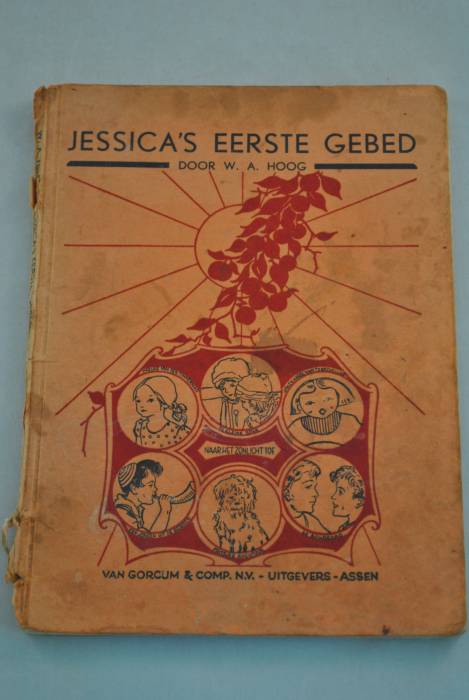 JESSICA'S EERSTE GEBED
DOOR W. A. HOOG
NAAR HET ZONLICHT TOE
VAN GORCUM & COMP. N.V. - UITGEVERS - ASSEN